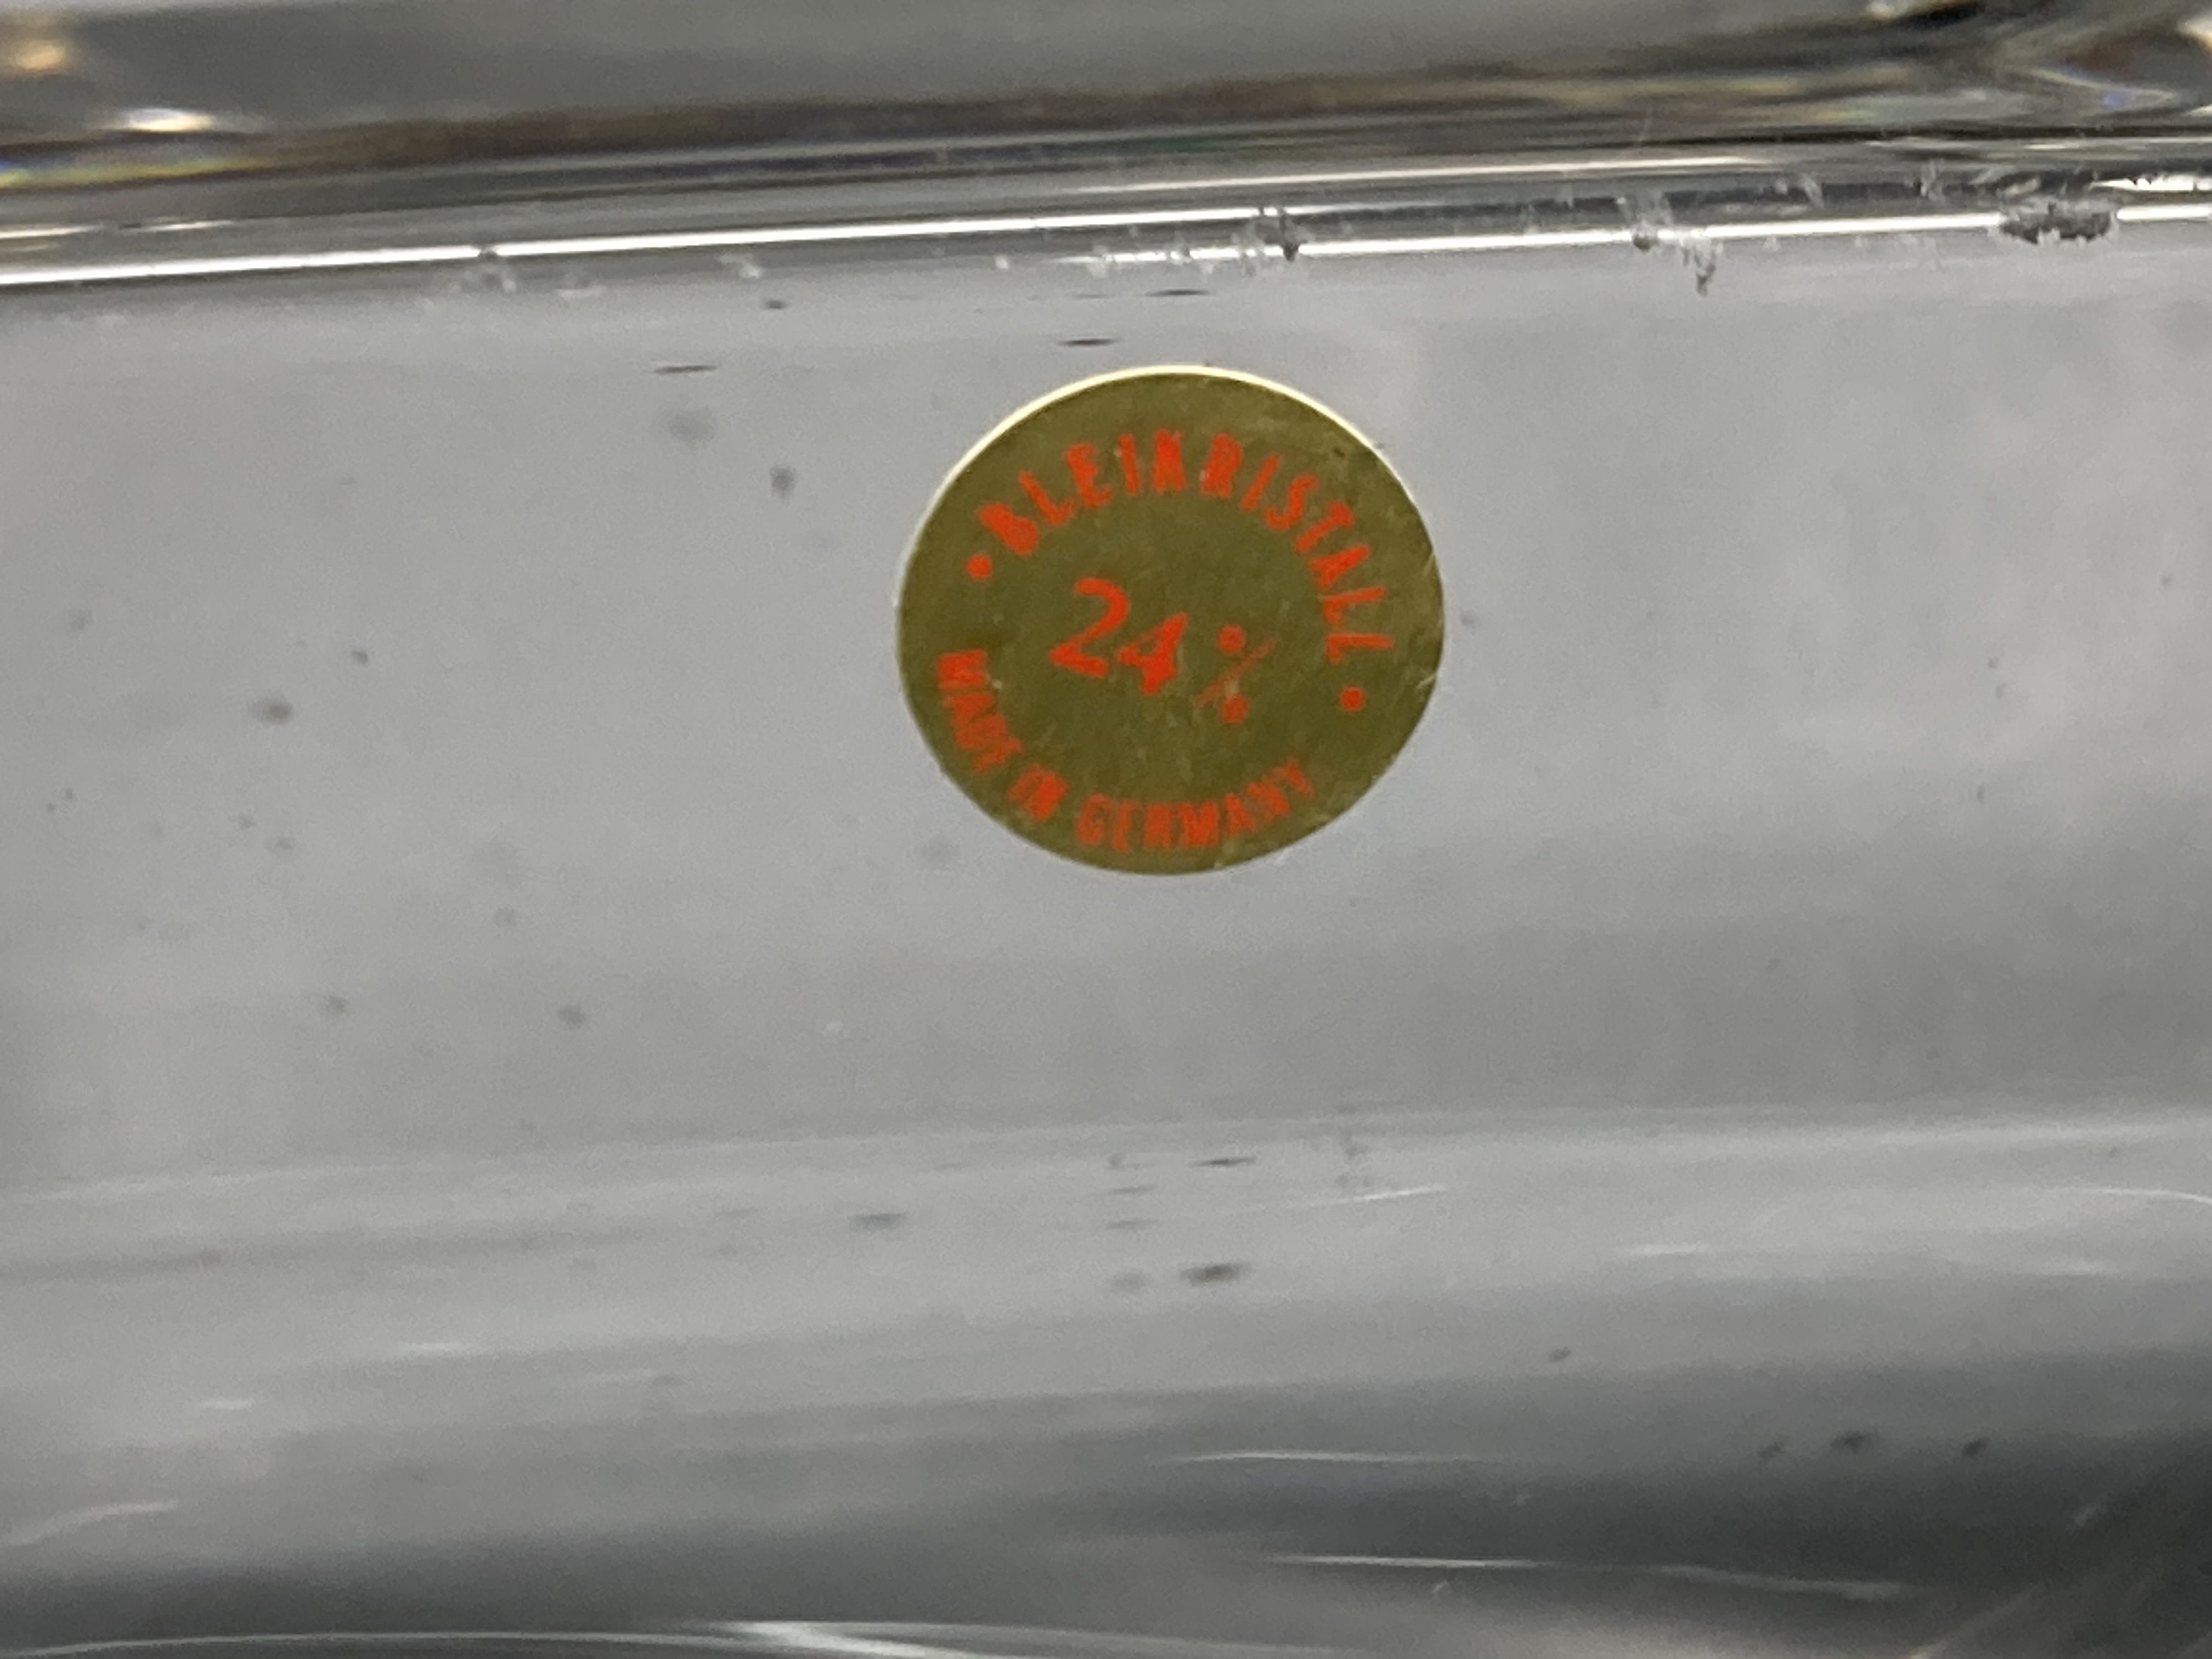 • BLEIKRISTALL •
24%
MADE IN GERMANY